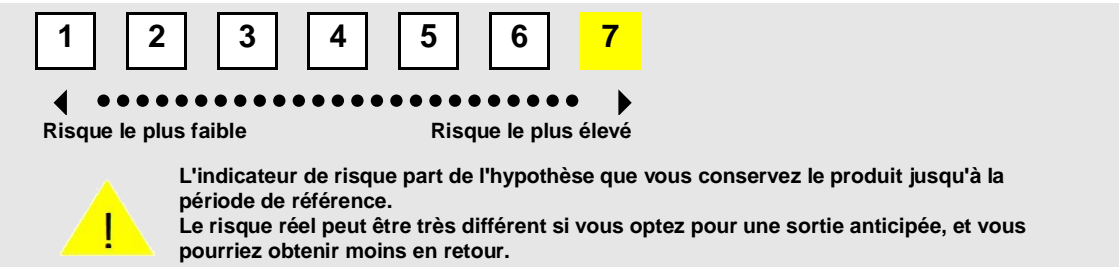 1 2 3 4 5 6 7
Risque le plus faible Risque le plus élevé
L'indicateur de risque part de l'hypothèse que vous conservez le produit jusqu'à la
période de référence.
Le risque réel peut être très différent si vous optez pour une sortie anticipée, et vous
pourriez obtenir moins en retour.
!